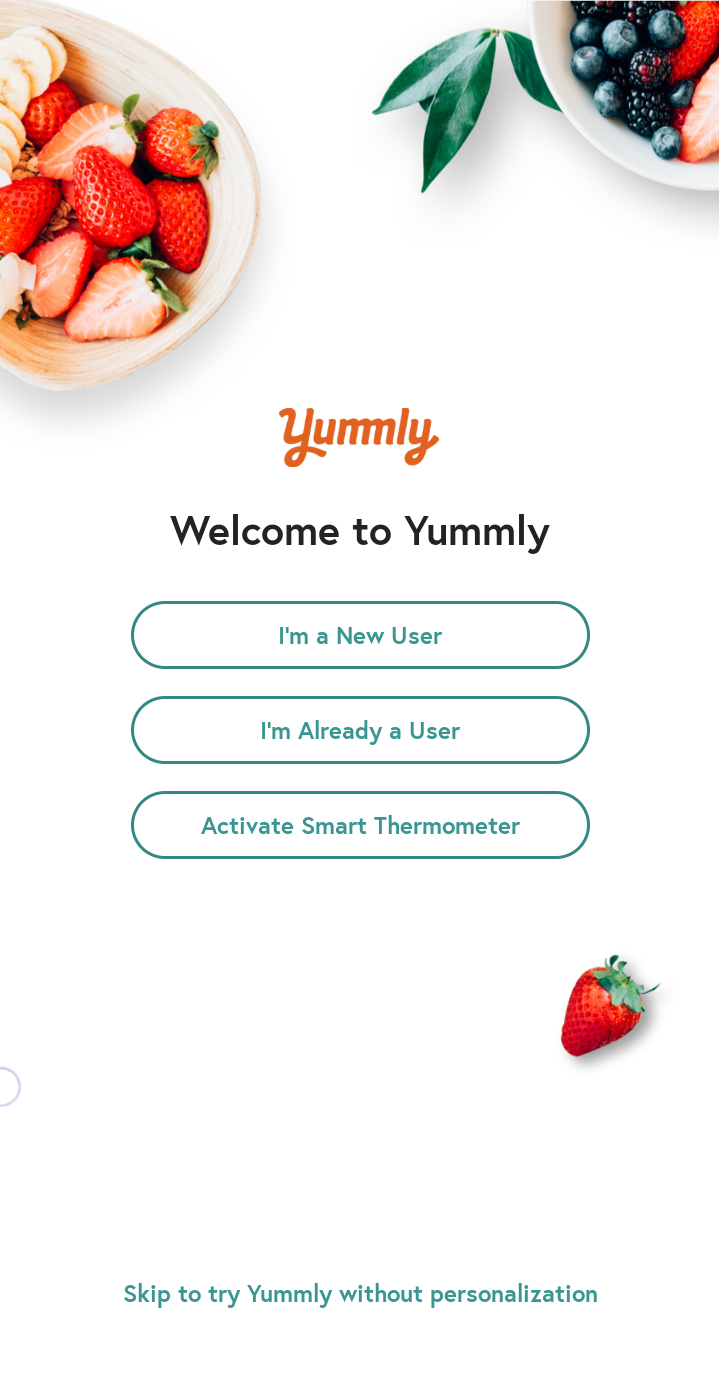 Yummly
Welcome to Yummly
I'm a New User
I'm Already a User
Activate Smart Thermometer
Skip to try Yummly without personalization